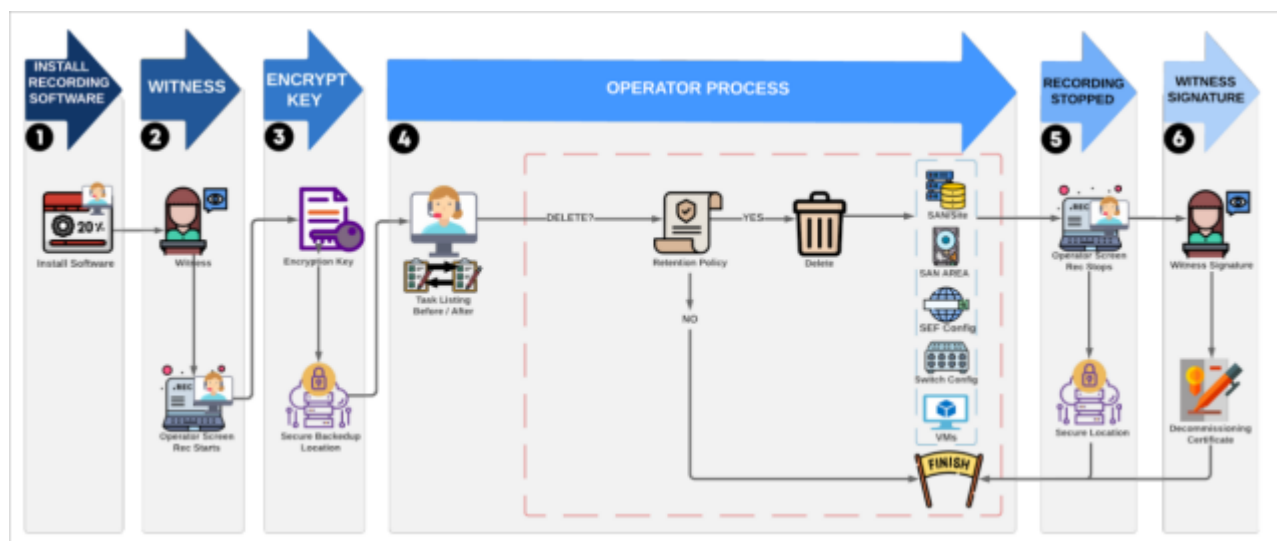 INSTALL
RECORDING
SOFTWARE
1
WITNESS
2
ENCRYPT
KEY
3
OPERATOR PROCESS
4
RECORDING
STOPPED
5
WITNESS
SIGNATURE
6
20%
Install Software
Witness
.REC
Operator Screen
Rec Starts
Encryption Key
Secure Backedup
Location
Task Listing
Before / After
DELETE?
Retention Policy
YES
NO
Delete
SAN/Site
SAN AREA
SEF Config
Switch Config
VMs
FINISH
.REC
Operator Screen
Rec Stops
Secure Location
Witness Signature
Decommissioning
Certificate